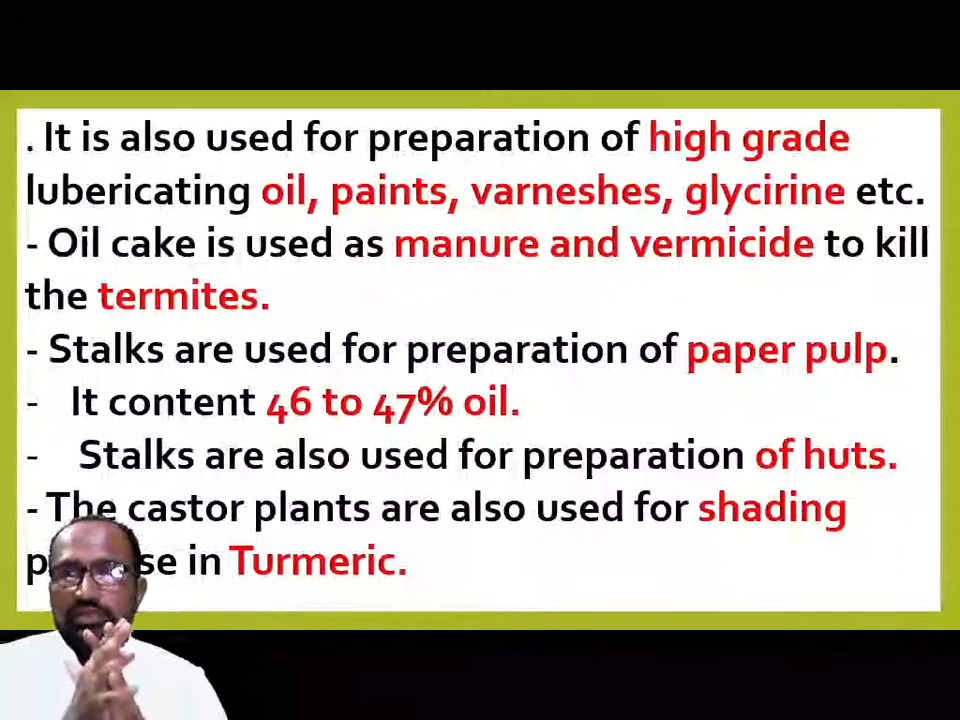 . It is also used for preparation of high grade
lubericating oil, paints, varneshes, glycirine etc.
- Oil cake is used as manure and vermicide to kill
the termites.
- Stalks are used for preparation of paper pulp.
- It content 46 to 47% oil.
- Stalks are also used for preparation of huts.
- The castor plants are also used for shading
in Turmeric.